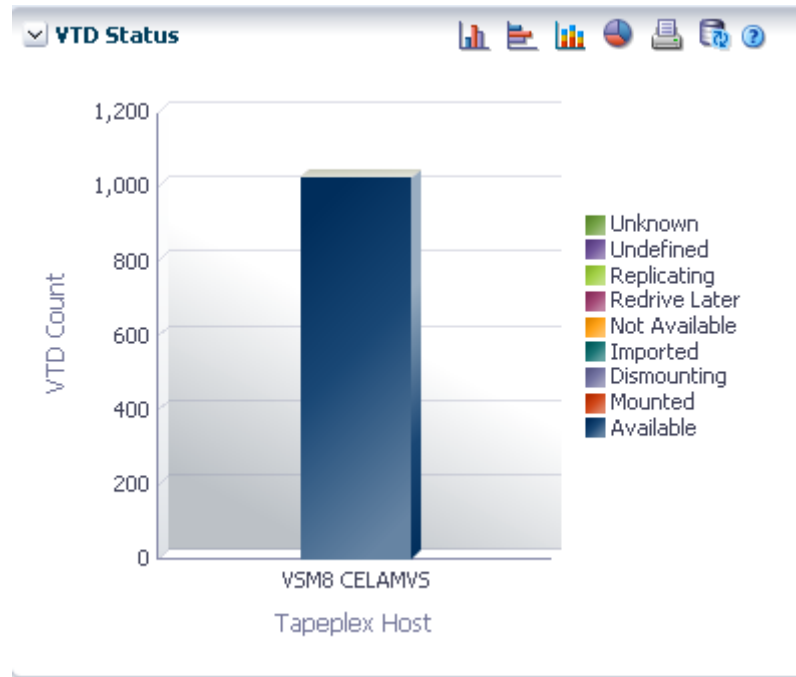 VTD Status
?
1,200
1,000
800
600
400
200
0
VTD Count
VSM8 CELAMVS
Tapeplex Host
Unknown
Undefined
Replicating
Redrive Later
Not Available
Imported
Dismounting
Mounted
Available